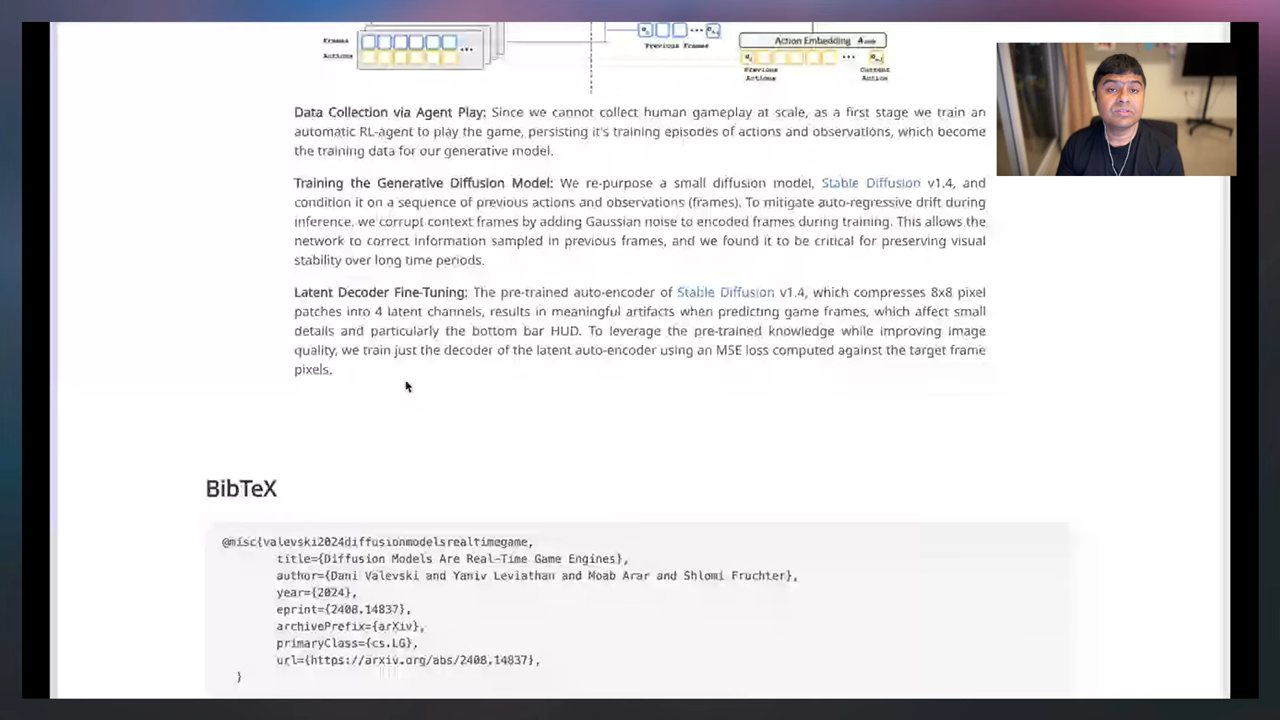 Frames
Actions
Previous Frames
Action Embedding
Previous
Actions
Current
Action
Data Collection via Agent Play: Since we cannot collect human gameplay at scale, as a first stage we train an
automatic RL-agent to play the game, persisting it's training episodes of actions and observations, which become
the training data for our generative model.
Training the Generative Diffusion Model: We re-purpose a small diffusion model, Stable Diffusion v1.4, and
condition it on a sequence of previous actions and observations (frames). To mitigate auto-regressive drift during
inference, we corrupt context frames by adding Gaussian noise to encoded frames during training. This allows the
network to correct information sampled in previous frames, and we found it to be critical for preserving visual
stability over long time periods.
Latent Decoder Fine-Tuning: The pre-trained auto-encoder of Stable Diffusion v1.4, which compresses 8x8 pixel
patches into 4 latent channels, results in meaningful artifacts when predicting game frames, which affect small
details and particularly the bottom bar HUD. To leverage the pre-trained knowledge while improving image
quality, we train just the decoder of the latent auto-encoder using an MSE loss computed against the target frame
pixels.
BibTeX
@misc{valevski2024diffusionmodelsrealtimegame,
title={Diffusion Models Are Real-Time Game Engines},
author={Dani Valevski and Yaniv Leviathan and Moab Arar and Shlomi Fruchter},
year={2024},
eprint={2408.14837},
archivePrefix={arXiv},
primaryClass={cs.LG},
url={https://arxiv.org/abs/2408.14837},
}